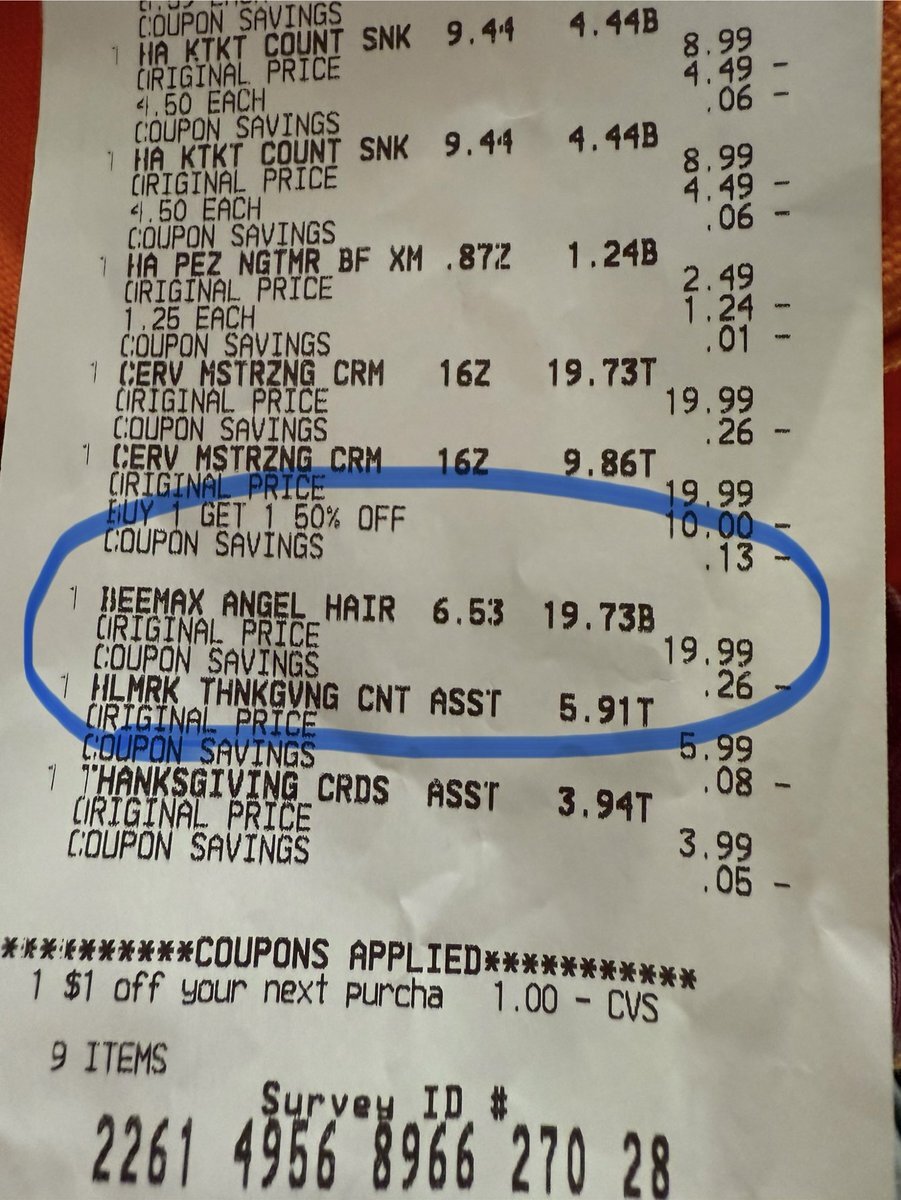 COUPON SAVINGS
1 HA KTKT COUNT SNK 9.44 4.44B
ORIGINAL PRICE 8.99
4.50 EACH 4.49 -
COUPON SAVINGS .06 -
1 HA KTKT COUNT SNK 9.44 4.44B
ORIGINAL PRICE 8.99
4.50 EACH 4.49 -
COUPON SAVINGS .06 -
1 HA PEZ NGTMR BF XM .87Z 1.24B
ORIGINAL PRICE 2.49
1.25 EACH 1.24 -
COUPON SAVINGS .01 -
1 CERV MSTRZNG CRM 16Z 19.73T
ORIGINAL PRICE 19.99
COUPON SAVINGS .26 -
1 CERV MSTRZNG CRM 16Z 9.86T
ORIGINAL PRICE 19.99
BUY 1 GET 1 50% OFF 10.00 -
COUPON SAVINGS .13 -
1 BEEMAX ANGEL HAIR 6.53 19.73B
ORIGINAL PRICE 19.99
COUPON SAVINGS .26 -
1 HLMRK THNKGVNG CNT ASST 5.91T
ORIGINAL PRICE 5.99
COUPON SAVINGS .08 -
1 THANKSGIVING CRDS ASST 3.94T
ORIGINAL PRICE 3.99
COUPON SAVINGS .05 -
***********COUPONS APPLIED************
1 $1 off your next purcha 1.00 - CVS
9 ITEMS
Survey ID #
2261 4956 8966 270 28